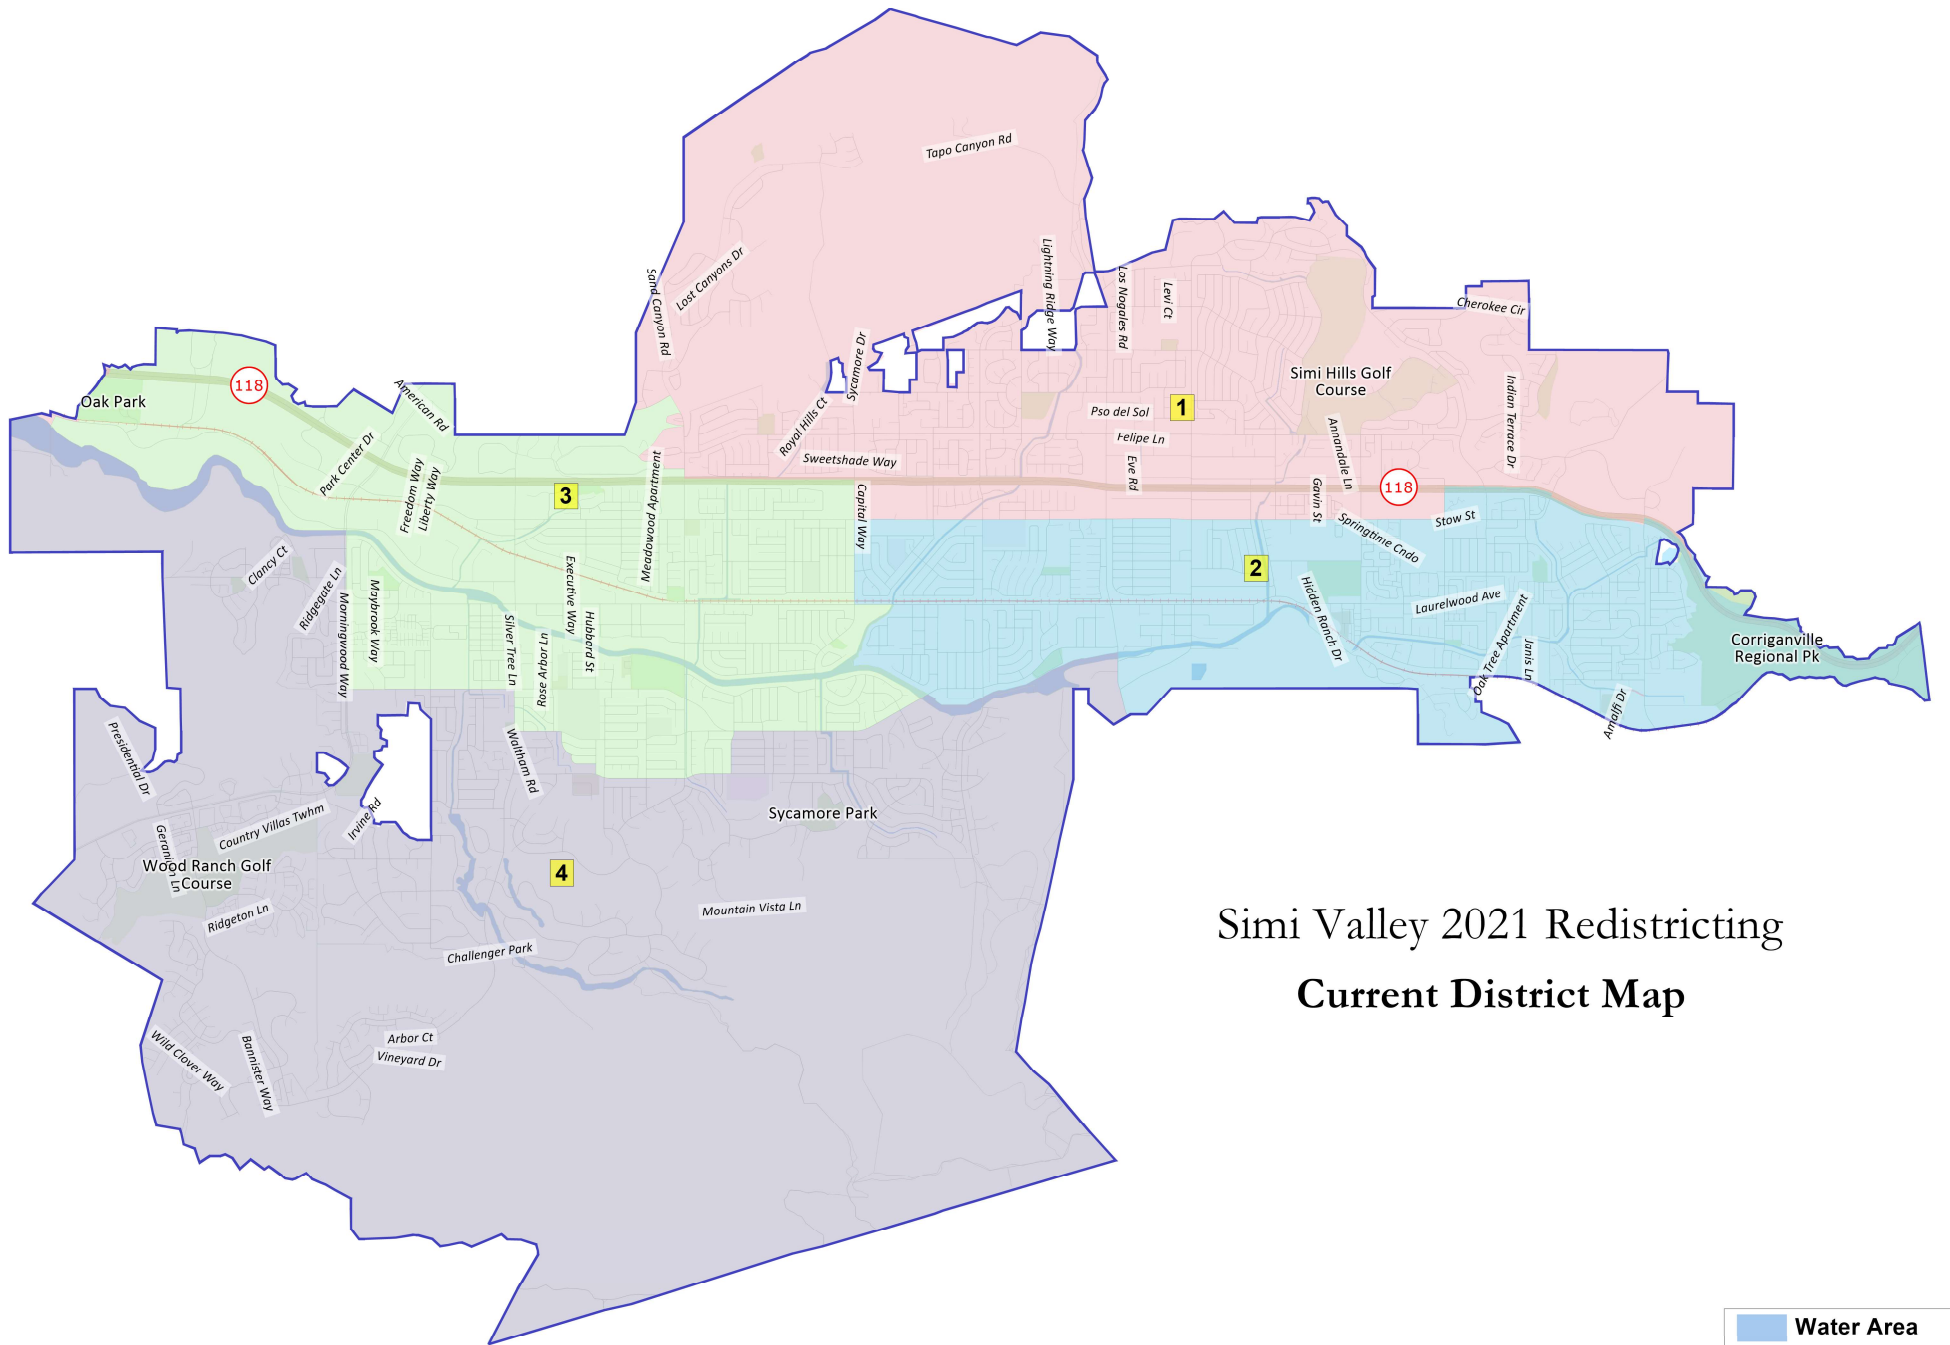 Tapo Canyon Rd
Lost Canyons Dr
Sand Canyon Rd
Lightning Ridge Way
Los Nogales Rd
Levi Ct
Cherokee Cir
Sycamore Dr
Royal Hills Ct
Simi Hills Golf
Course
118
Oak Park
American Rd
Pso del Sol
1
Felipe Ln
Annandale Ln
Indian Terrace Dr
Park Center Dr
Sweetshade Way
Eve Rd
Freedom Way
Liberty Way
3
Meadowood Apartment
Capital Way
118
Gavin St
Springtime Cndo
Stow St
Clancy Ct
Ridgegate Ln
Morningwood Way
Maybrook Way
Executive Way
Hubbard St
Silver Tree Ln
Rose Arbor Ln
2
Hidden Ranch Dr
Laurelwood Ave
Oak Tree Apartment
Janis Ln
Amalfi Dr
Corriganville
Regional Pk
Presidential Dr
Waltham Rd
Irvine Rd
Country Villas Twhm
Sycamore Park
Geranium Ln
Wood Ranch Golf
Course
4
Ridgeton Ln
Mountain Vista Ln
Challenger Park
Simi Valley 2021 Redistricting
Current District Map
Wild Clover Way
Bannister Way
Arbor Ct
Vineyard Dr
Water Area